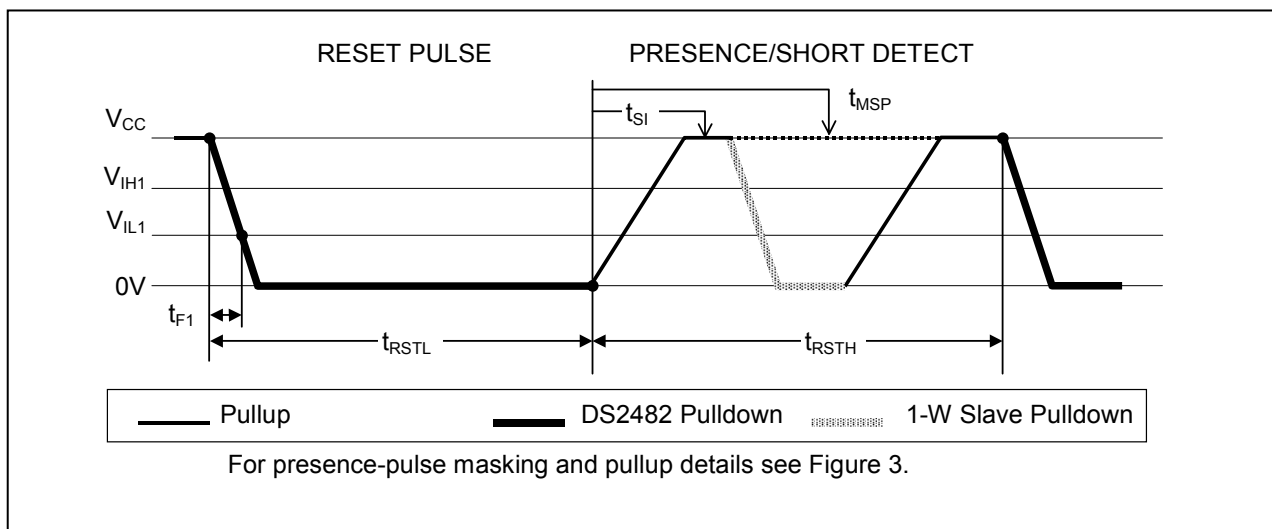 RESET PULSE PRESENCE/SHORT DETECT
tMSP
tSI
VCC
VIH1
VIL1
0V
tF1
tRSTL tRSTH
Pullup DS2482 Pulldown 1-W Slave Pulldown
For presence-pulse masking and pullup details see Figure 3.